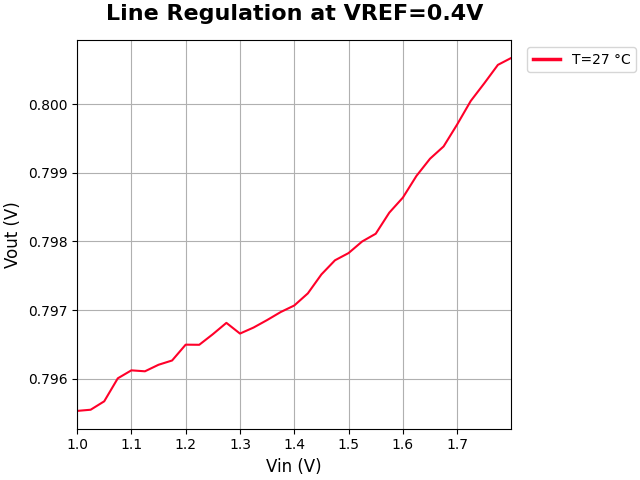 Line Regulation at VREF=0.4V
T=27 °C
Vout (V)
0.800
0.799
0.798
0.797
0.796
1.0 1.1 1.2 1.3 1.4 1.5 1.6 1.7
Vin (V)